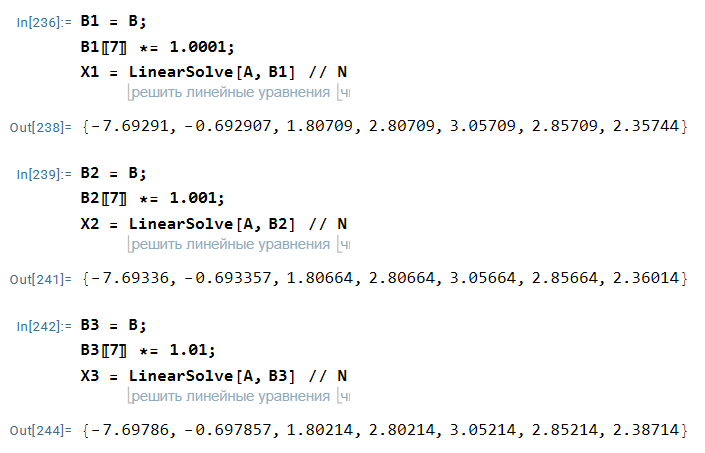 In[236]:= B1 = B;
B1⟦7⟧ *= 1.0001;
X1 = LinearSolve[A, B1] // N
решить линейные уравнения
Out[238]= {-7.69291, -0.692907, 1.80709, 2.80709, 3.05709, 2.85709, 2.35744}
In[239]:= B2 = B;
B2⟦7⟧ *= 1.001;
X2 = LinearSolve[A, B2] // N
решить линейные уравнения
Out[241]= {-7.69336, -0.693357, 1.80664, 2.80664, 3.05664, 2.85664, 2.36014}
In[242]:= B3 = B;
B3⟦7⟧ *= 1.01;
X3 = LinearSolve[A, B3] // N
решить линейные уравнения
Out[244]= {-7.69786, -0.697857, 1.80214, 2.80214, 3.05214, 2.85214, 2.38714}